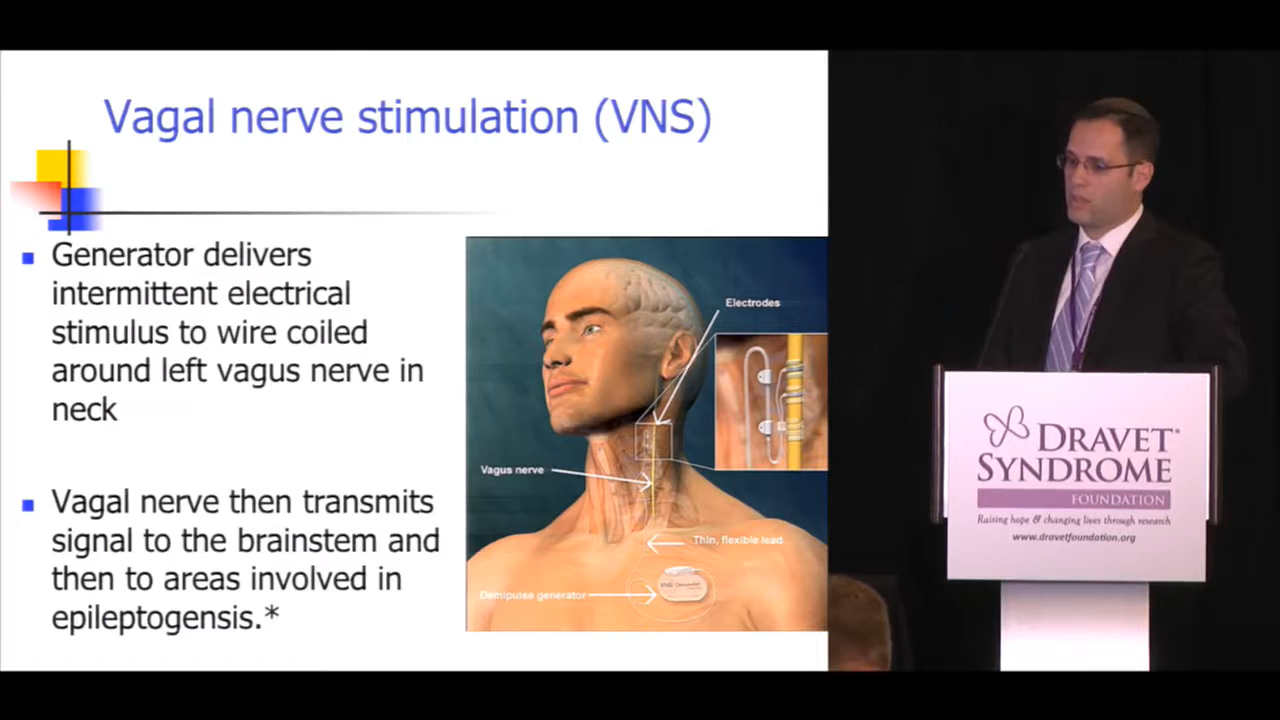 Vagal nerve stimulation (VNS)
Generator delivers
intermittent electrical
stimulus to wire coiled
around left vagus nerve in
neck
Vagal nerve then transmits
signal to the brainstem and
then to areas involved in
epileptogensis.*
Electrodes
Vagus nerve
Thin, flexible lead
Demipulse generator
DRAVET®
SYNDROME
FOUNDATION
Raising hope & changing lives through research
www.dravetfoundation.org